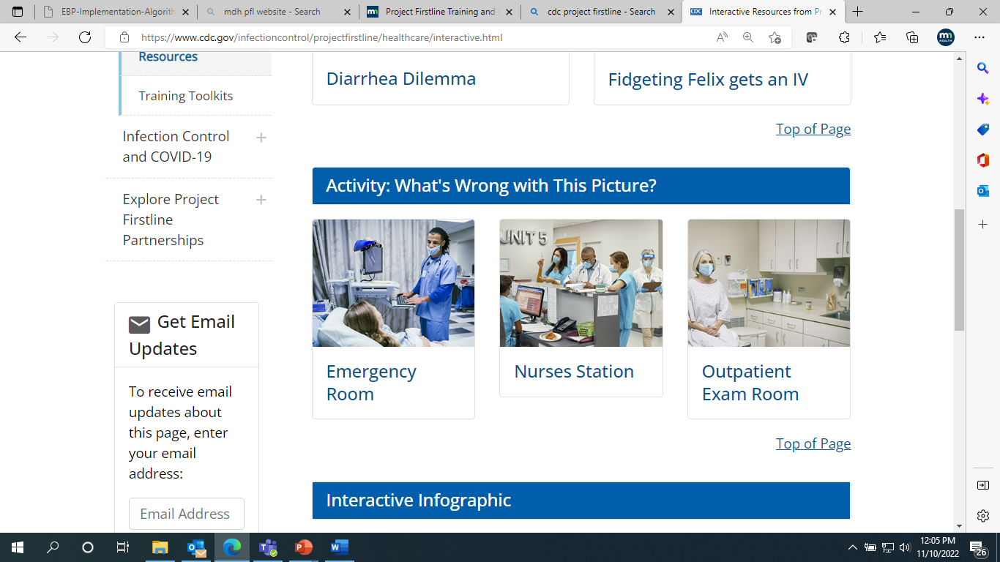 EBP-Implementation-Algorith
mdh pfl website - Search
Project Firstline Training and
cdc project firstline - Search
CDC
Interactive Resources from Pr
https://www.cdc.gov/infectioncontrol/projectfirstline/healthcare/interactive.html
Resources
Training Toolkits
Infection Control
and COVID-19
Explore Project
Firstline
Partnerships
Get Email
Updates
To receive email
updates about
this page, enter
your email
address:
Email Address
Diarrhea Dilemma
Fidgeting Felix gets an IV
Top of Page
Activity: What's Wrong with This Picture?
UNIT 5
Emergency
Room
Nurses Station
Outpatient
Exam Room
Top of Page
Interactive Infographic
12:05 PM
11/10/2022
26